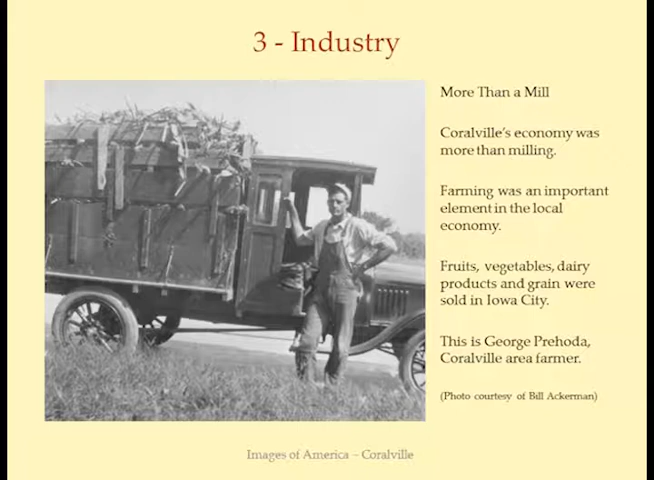 3 - Industry
More Than a Mill
Coralville's economy was
more than milling.
Farming was an important
element in the local
economy.
Fruits, vegetables, dairy
products and grain were
sold in Iowa City.
This is George Prehoda,
Coralville area farmer.
(Photo courtesy of Bill Ackerman)
Images of America – Coralville